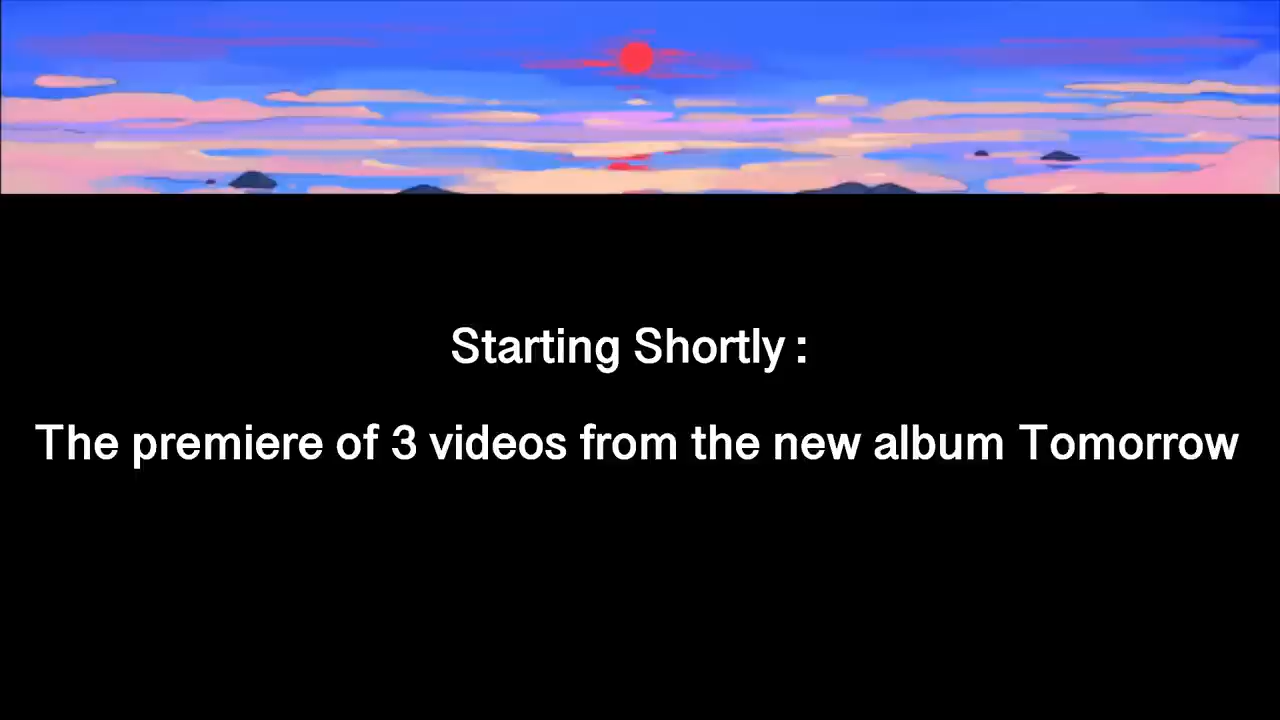 Starting Shortly :
The premiere of 3 videos from the new album Tomorrow